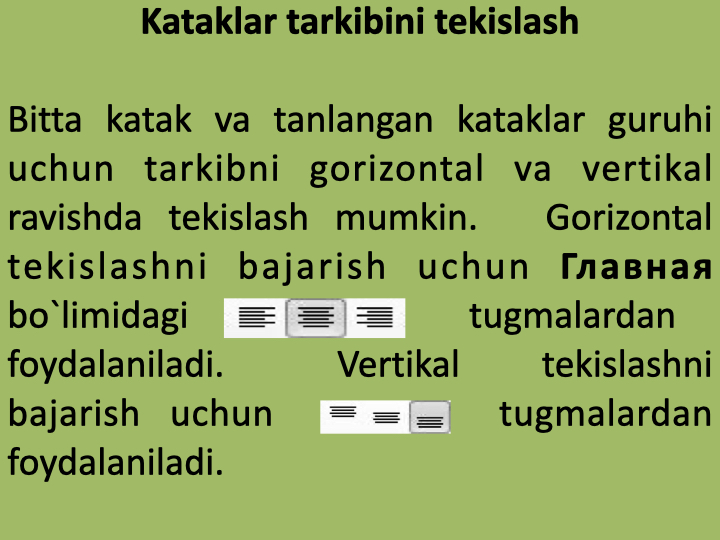 Kataklar tarkibini tekislash
Bitta katak va tanlangan kataklar guruhi
uchun tarkibni gorizontal va vertikal
ravishda tekislash mumkin. Gorizontal
tekislashni bajarish uchun Главная
bo`limidagi tugmalardan
foydalaniladi. Vertikal tekislashni
bajarish uchun tugmalardan
foydalaniladi.